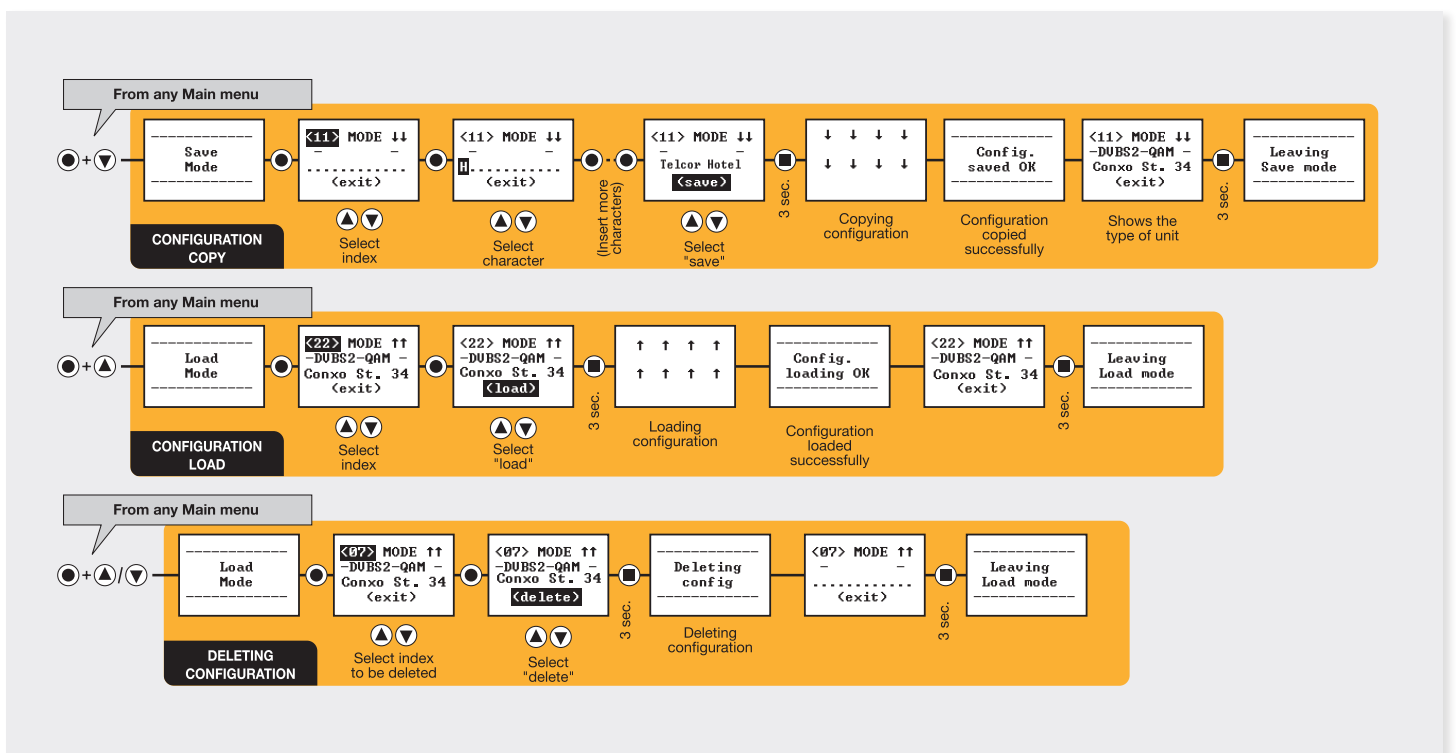 From any Main menu
------------
Save
Mode
------------
<11> MODE ↓↓
- -
............
<exit>
<11> MODE ↓↓
- -
H...........
<exit>
<11> MODE ↓↓
- -
Telcor Hotel
<save>
↓ ↓ ↓ ↓
↓ ↓ ↓ ↓
------------
Config.
saved OK
------------
<11> MODE ↓↓
-DVBS2-QAM -
Conxo St. 34
<exit>
------------
Leaving
Save mode
------------
(Insert more
characters)
3 sec.
3 sec.
Select
index
Select
character
Select
"save"
Copying
configuration
Configuration
copied
successfully
Shows the
type of unit
CONFIGURATION
COPY
From any Main menu
------------
Load
Mode
------------
<22> MODE ↑↑
-DVBS2-QAM -
Conxo St. 34
<exit>
<22> MODE ↑↑
-DVBS2-QAM -
Conxo St. 34
<load>
↑ ↑ ↑ ↑
↑ ↑ ↑ ↑
------------
Config.
loading OK
------------
<22> MODE ↑↑
-DVBS2-QAM -
Conxo St. 34
<exit>
------------
Leaving
Load mode
------------
3 sec.
3 sec.
Select
index
Select
"load"
Loading
configuration
Configuration
loaded
successfully
CONFIGURATION
LOAD
From any Main menu
------------
Load
Mode
------------
<07> MODE ↑↑
-DVBS2-QAM -
Conxo St. 34
<exit>
<07> MODE ↑↑
-DVBS2-QAM -
Conxo St. 34
<delete>
------------
Deleting
config
------------
<07> MODE ↑↑
- -
............
<exit>
------------
Leaving
Load mode
------------
3 sec.
3 sec.
Select index
to be deleted
Select
"delete"
Deleting
configuration
DELETING
CONFIGURATION